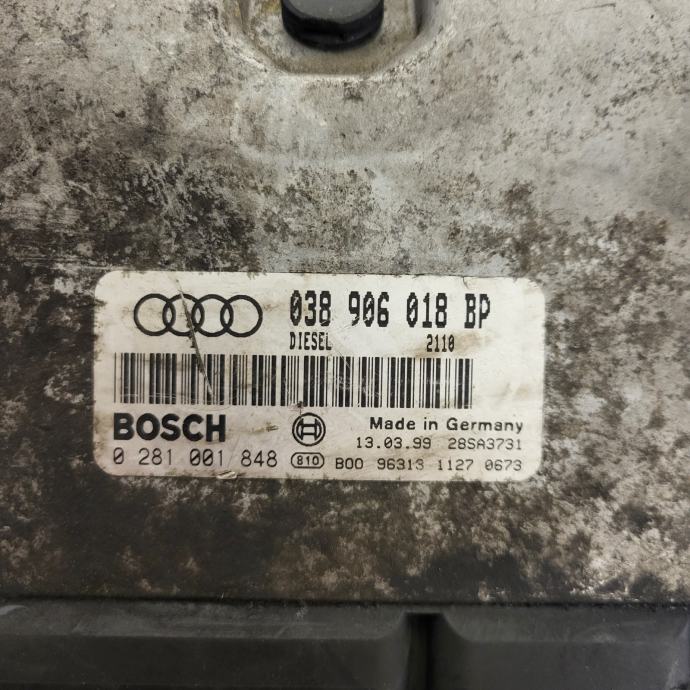 038 906 018 BP
DIESEL 2110
BOSCH Made in Germany
13.03.99 28SA3731
0 281 001 848 810 B00 96313 1127 0673